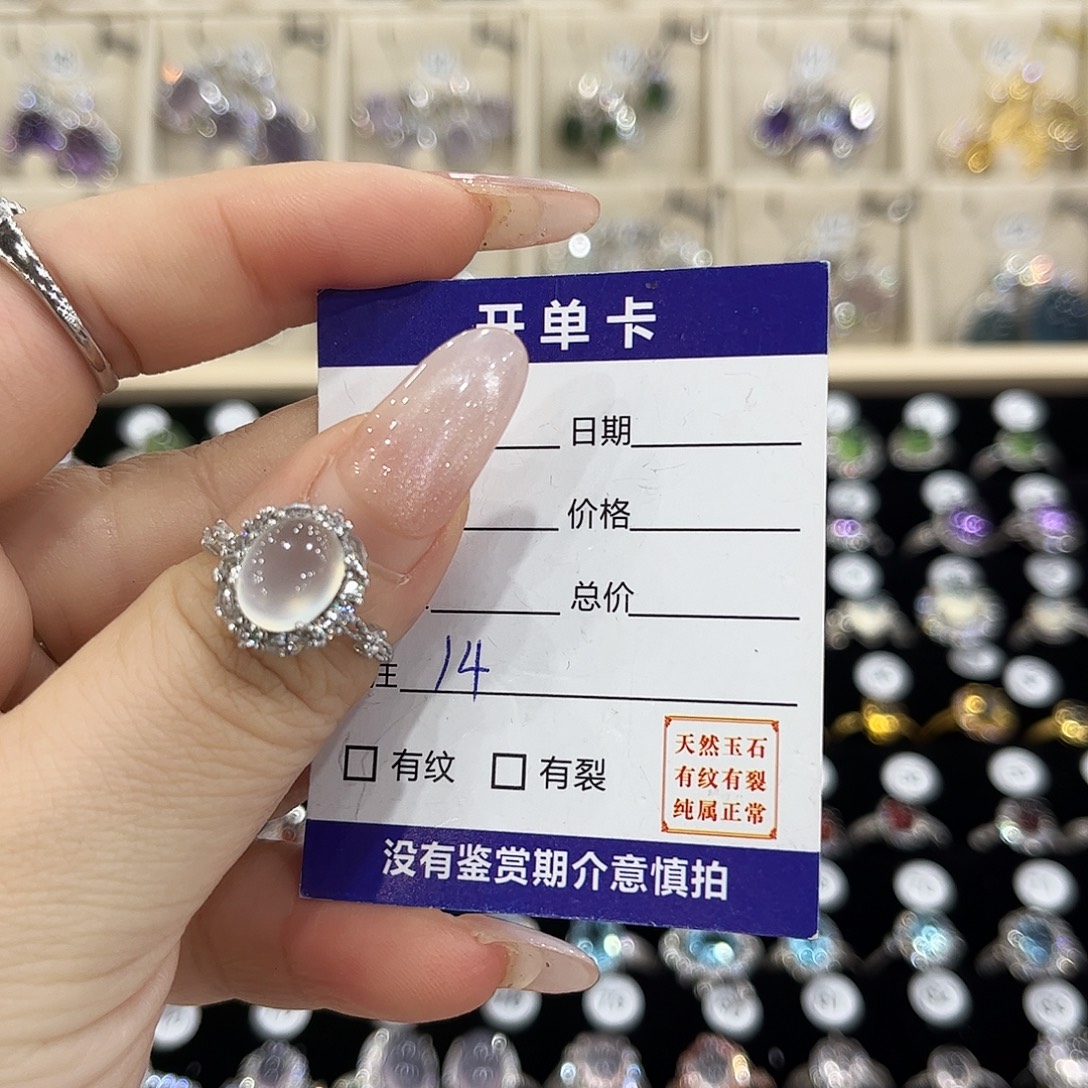 开单卡
日期
价格
总价
注 14
有纹 有裂
天然玉石
有纹有裂
纯属正常
没有鉴赏期介意慎拍